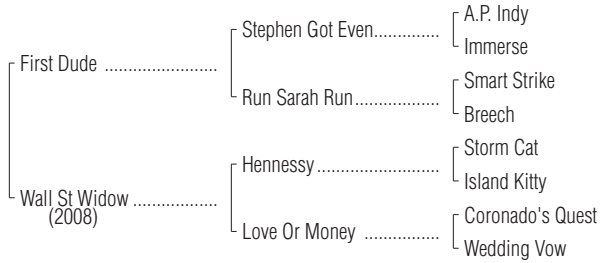 A.P. Indy
Stephen Got Even..............
Immerse
First Dude .......................
Smart Strike
Run Sarah Run..................
Breech
Storm Cat
Hennessy..........................
Island Kitty
Wall St Widow .................
(2008)
Coronado's Quest
Love Or Money ................
Wedding Vow